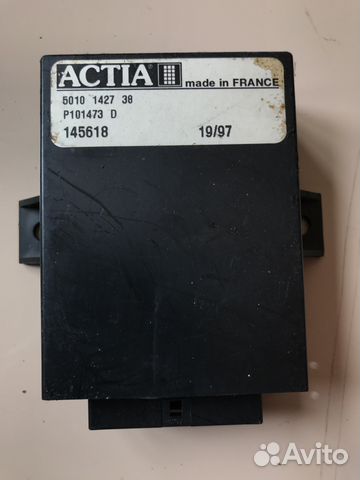 ACTIA made in FRANCE
5010 1427 38
P101473 D
145618 19/97
Avito